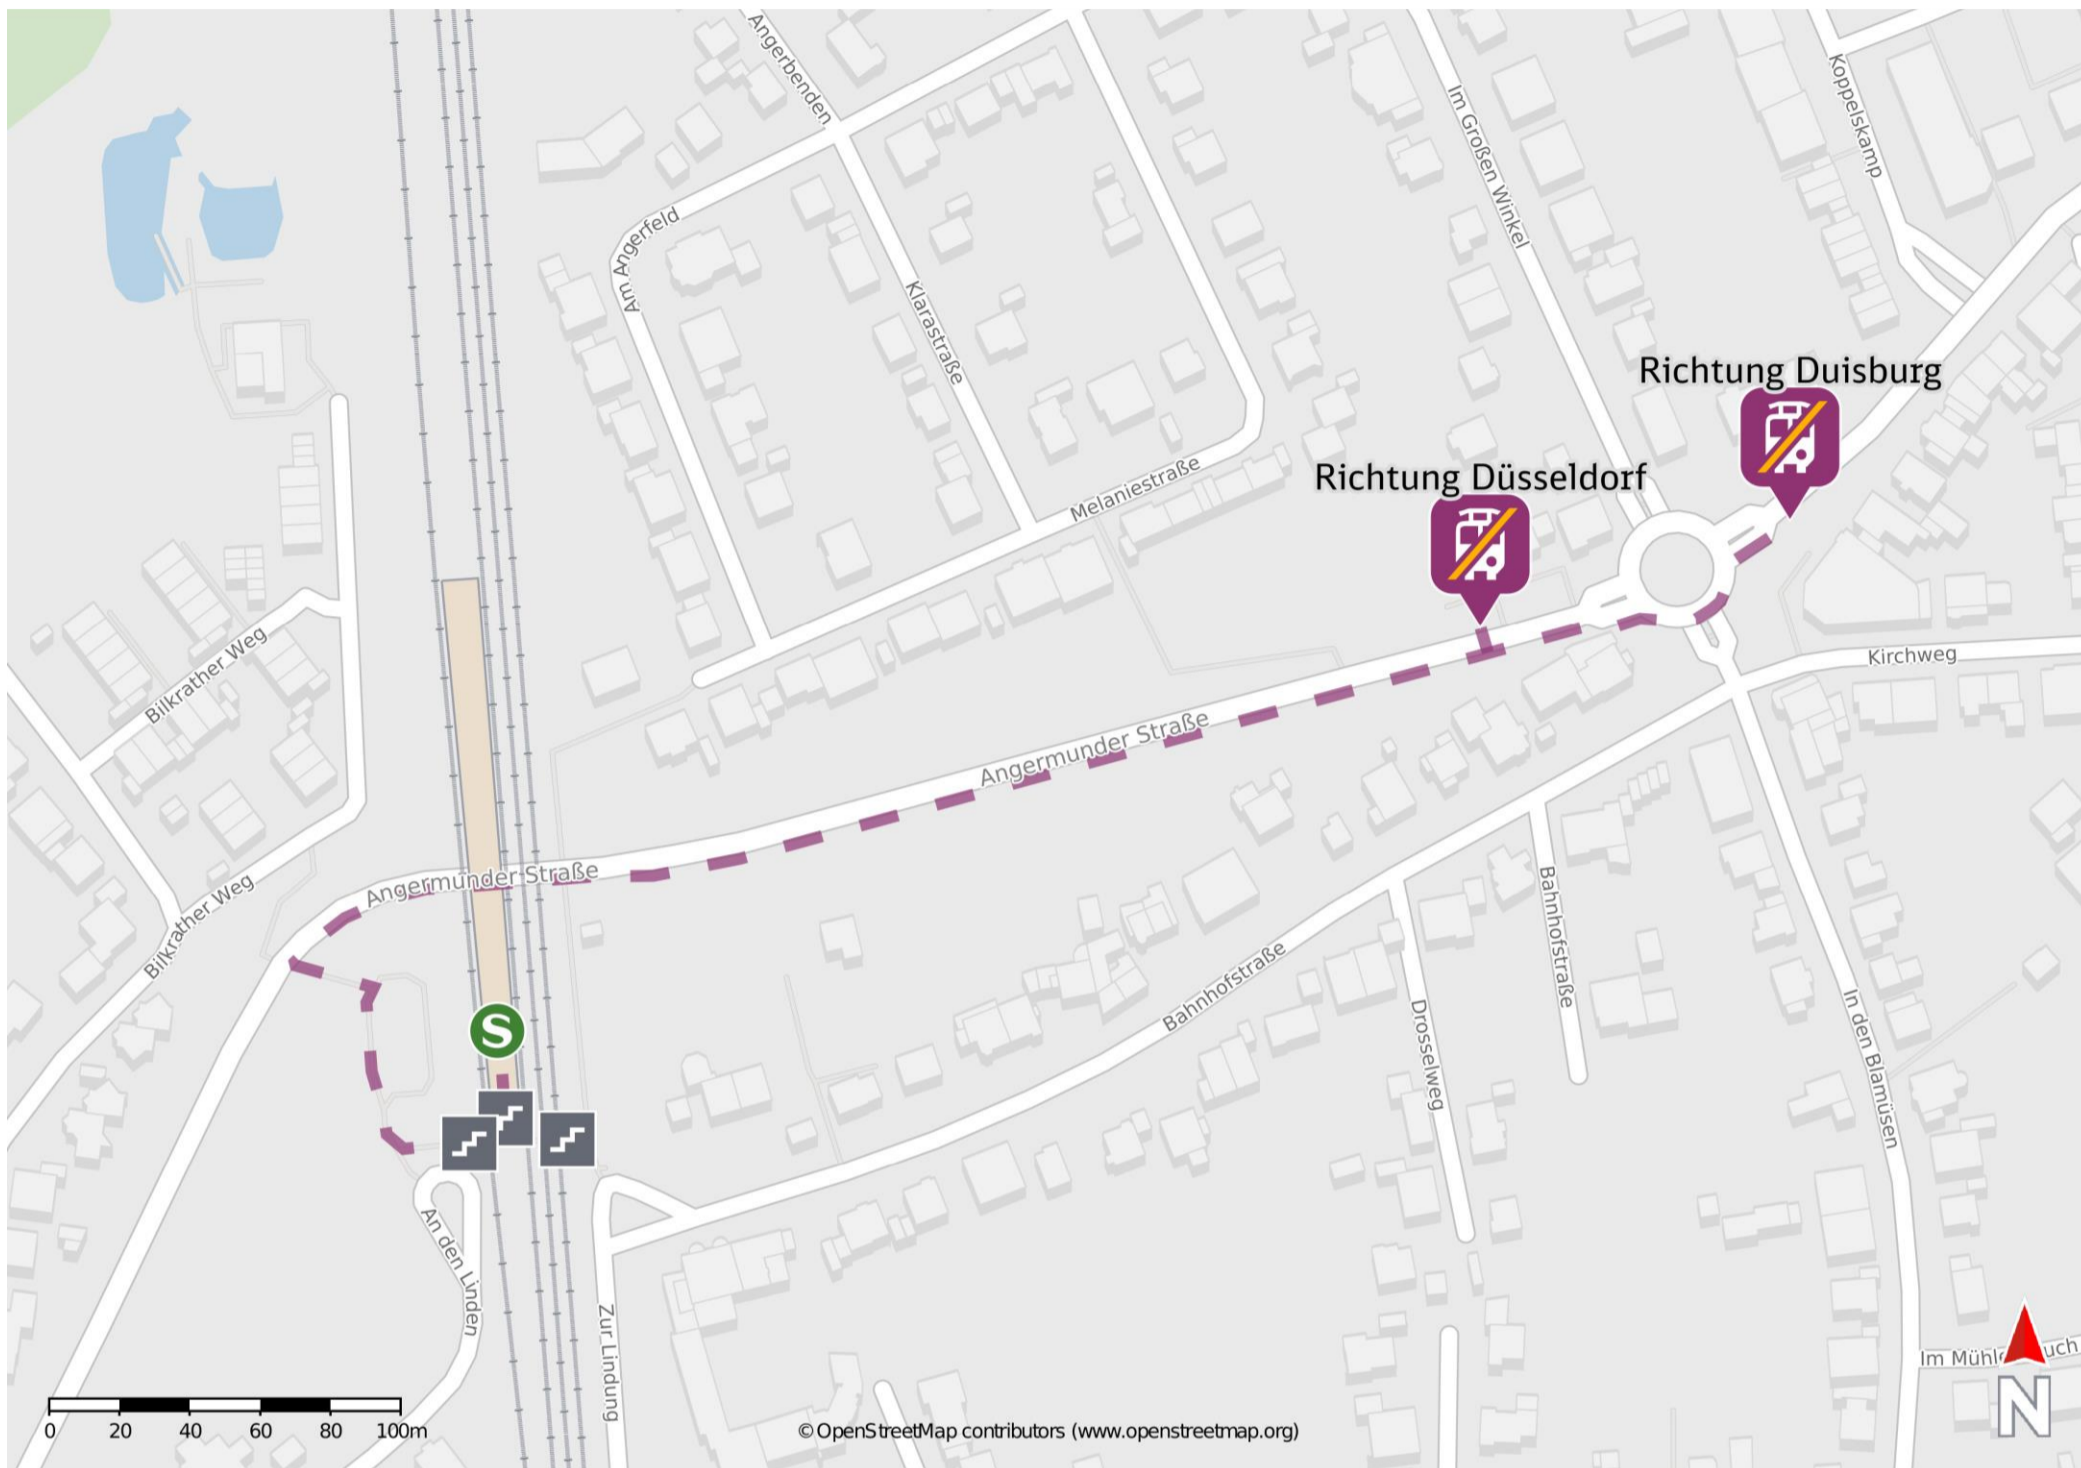 Angerbenden
Koppelskamp
Im Großen Winkel
Am Angerfeld
Klarastraße
Richtung Duisburg
Richtung Düsseldorf
Melaniestraße
Bilkrather Weg
Kirchweg
Angermunder Straße
Angermunder Straße
Bilkrather Weg
Bahnhofstraße
Bahnhofstraße
Drosselweg
In den Blamüsen
S
An den Linden
Zur Lindung
Im
N
0 20 40 60 80 100m
© OpenStreetMap contributors (www.openstreetmap.org)